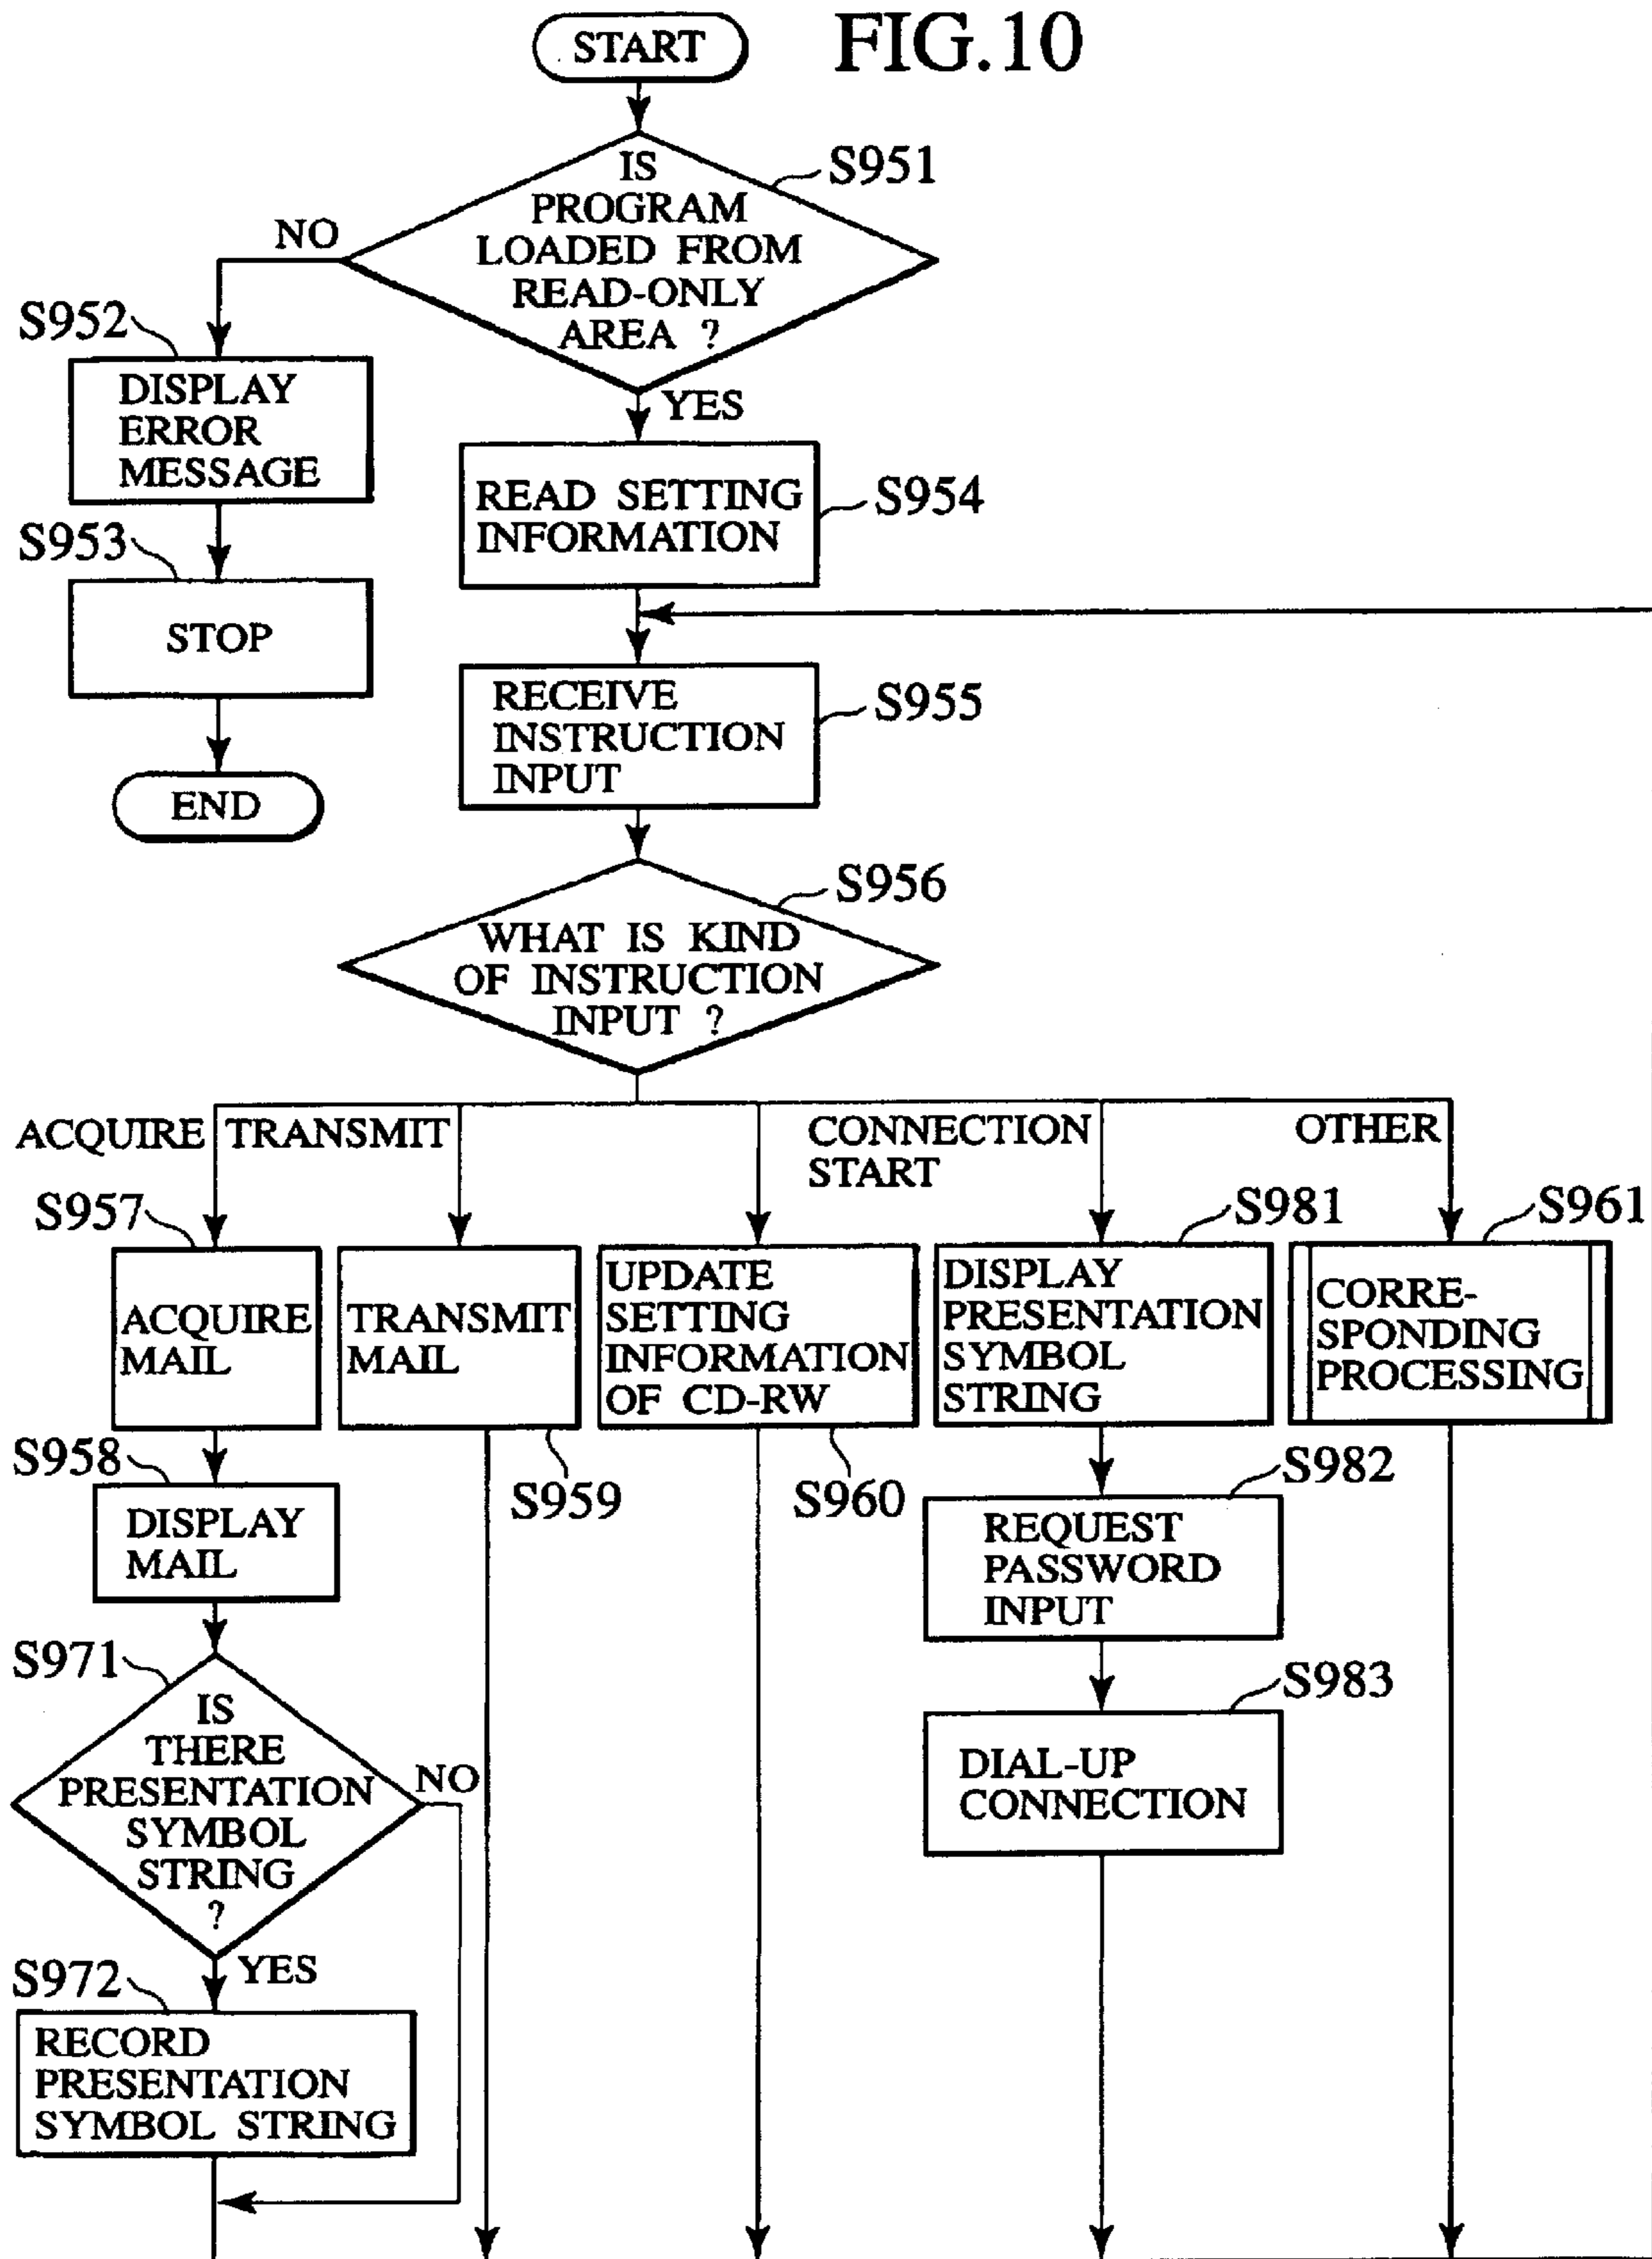 START
FIG.10
IS
PROGRAM
LOADED FROM
READ-ONLY
AREA ?
S951
NO
YES
S952
DISPLAY
ERROR
MESSAGE
S953
STOP
END
READ SETTING
INFORMATION
S954
RECEIVE
INSTRUCTION
INPUT
S955
WHAT IS KIND
OF INSTRUCTION
INPUT ?
S956
ACQUIRE
TRANSMIT
CONNECTION
START
OTHER
S957
ACQUIRE
MAIL
TRANSMIT
MAIL
S959
UPDATE
SETTING
INFORMATION
OF CD-RW
S960
S981
DISPLAY
PRESENTATION
SYMBOL
STRING
S961
CORRE-
SPONDING
PROCESSING
S958
DISPLAY
MAIL
S982
REQUEST
PASSWORD
INPUT
S971
IS
THERE
PRESENTATION
SYMBOL
STRING
?
NO
YES
S983
DIAL-UP
CONNECTION
S972
RECORD
PRESENTATION
SYMBOL STRING